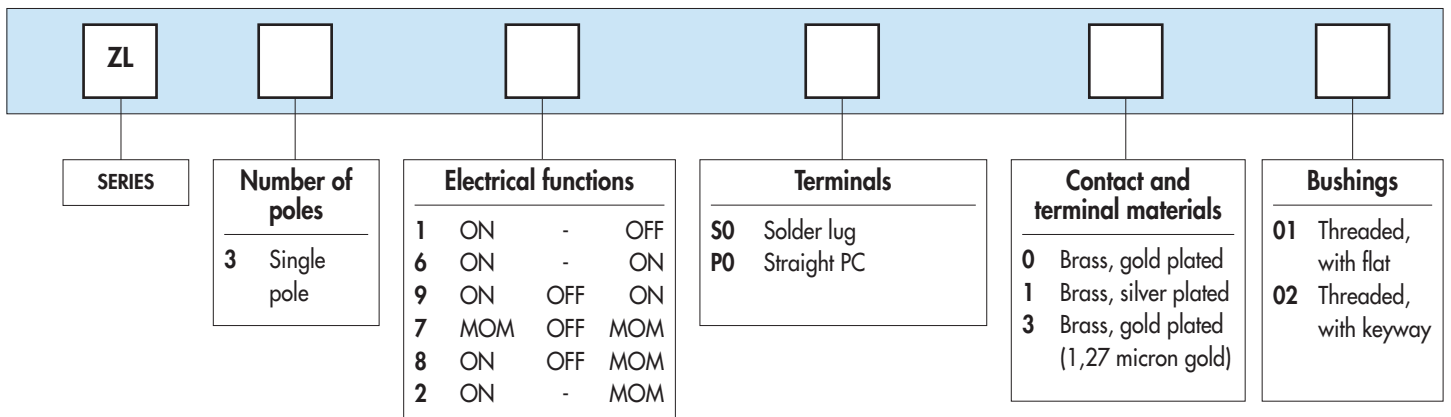 ZL
SERIES
Number of
poles
3 Single
pole
Electrical functions
1 ON - OFF
6 ON - ON
9 ON OFF ON
7 MOM OFF MOM
8 ON OFF MOM
2 ON - MOM
Terminals
S0 Solder lug
P0 Straight PC
Contact and
terminal materials
0 Brass, gold plated
1 Brass, silver plated
3 Brass, gold plated
(1,27 micron gold)
Bushings
01 Threaded,
with flat
02 Threaded,
with keyway